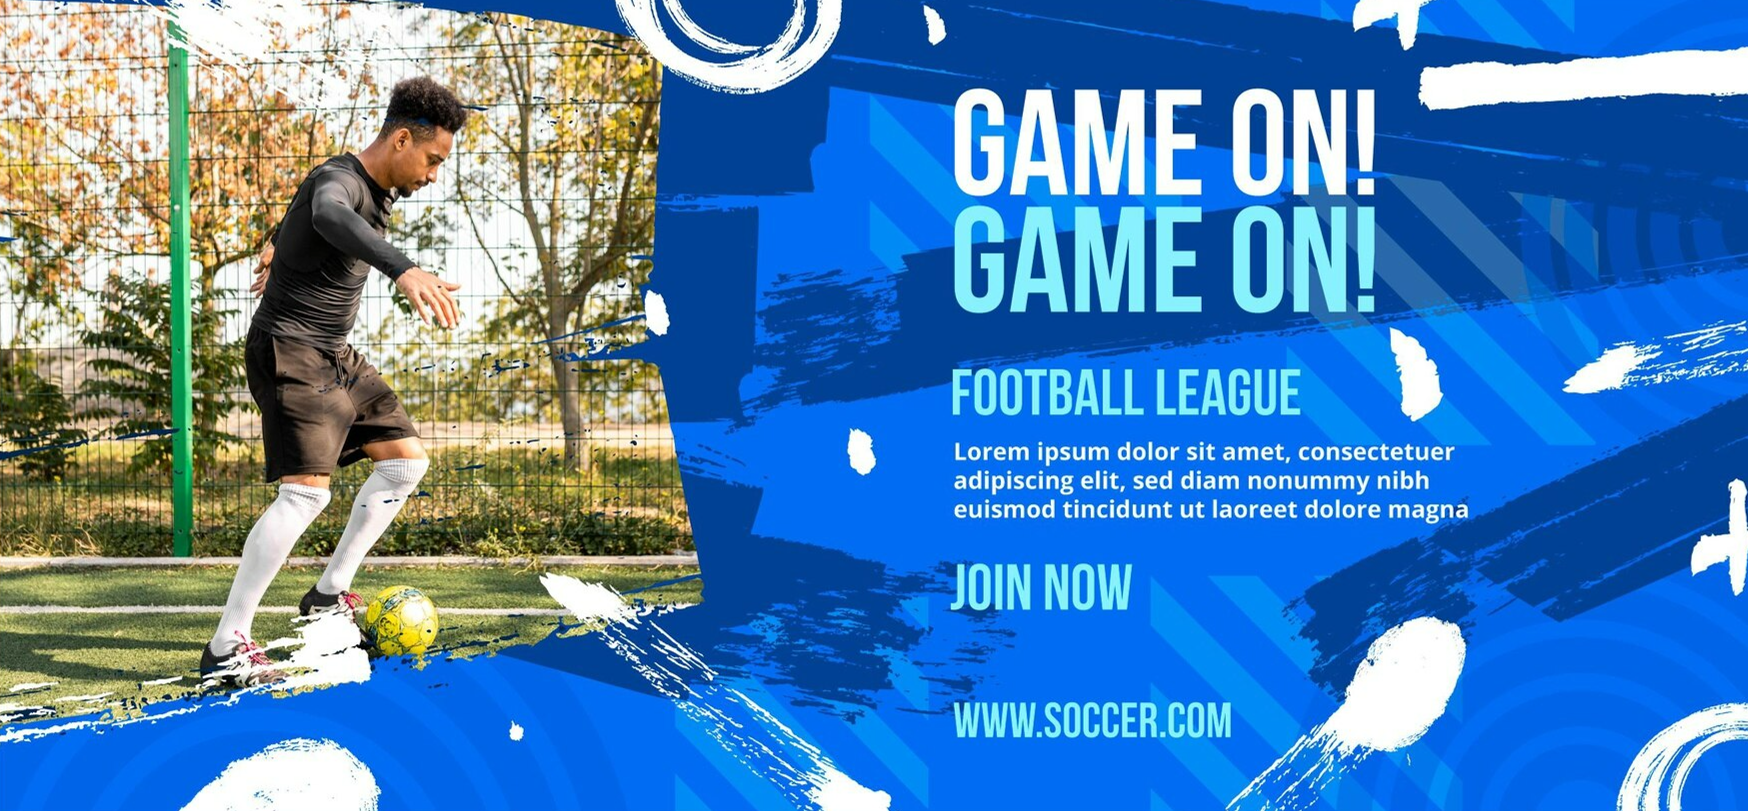 GAME ON!
GAME ON!
FOOTBALL LEAGUE
Lorem ipsum dolor sit amet, consectetuer
adipiscing elit, sed diam nonummy nibh
euismod tincidunt ut laoreet dolore magna
JOIN NOW
WWW.SOCCER.COM